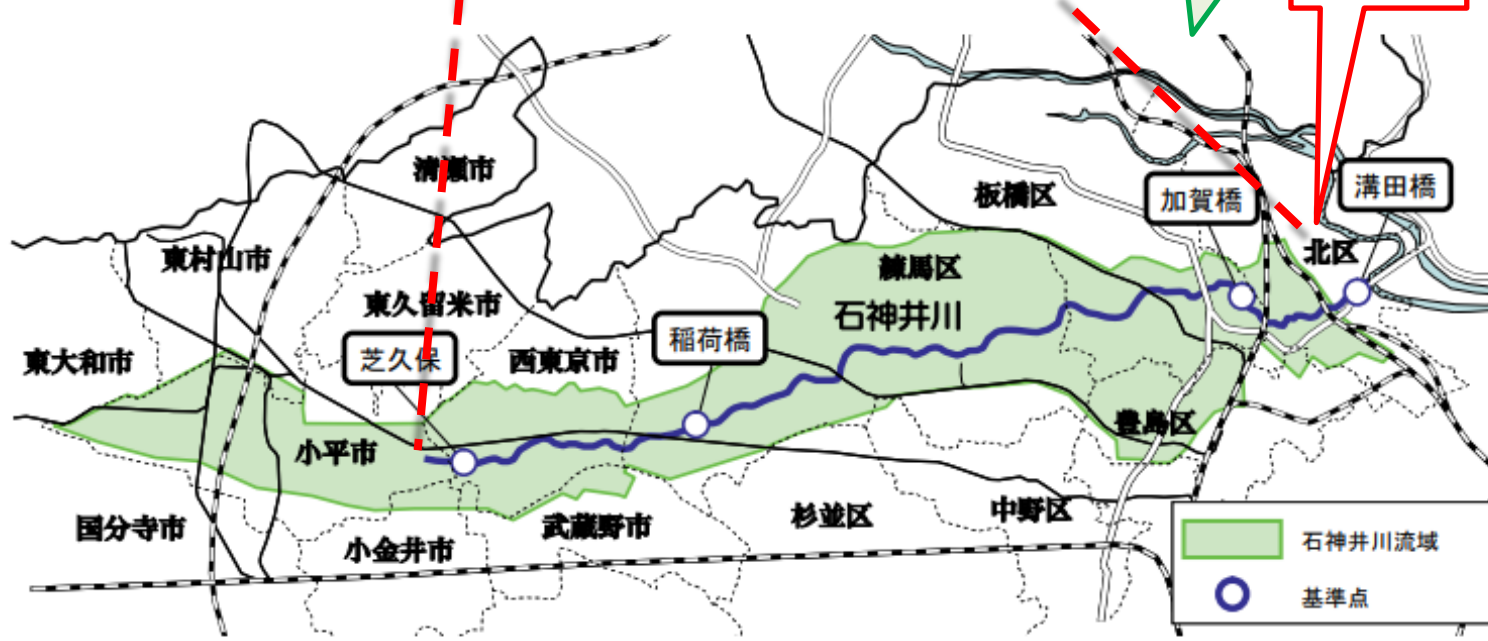 清瀬市
板橋区
加賀橋
溝田橋
東村山市
練馬区
北区
東久留米市
石神井川
東大和市
芝久保
西東京市
稲荷橋
小平市
豊島区
国分寺市
小金井市
武蔵野市
杉並区
中野区
石神井川流域
基準点